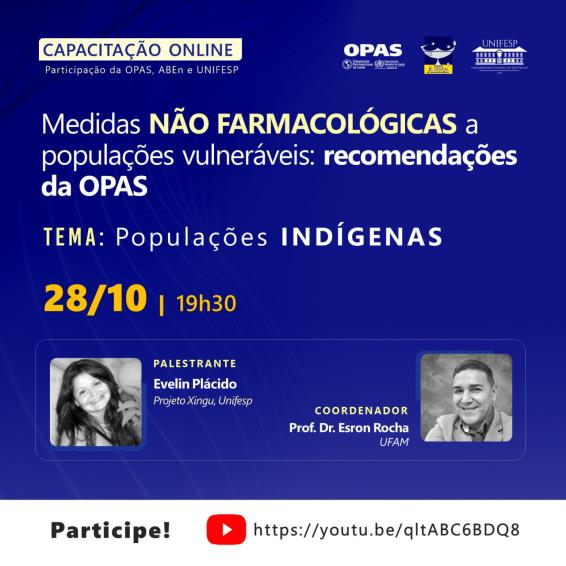 CAPACITAÇÃO ONLINE
Participação da OPAS, ABEn e UNIFESP
OPAS
UNIFESP
Medidas NÃO FARMACOLÓGICAS a
populações vulneráveis: recomendações
da OPAS
TEMA: Populações INDÍGENAS
28/10 | 19h30
PALESTRANTE
Evelin Plácido
Projeto Xingu, Unifesp
COORDENADOR
Prof. Dr. Esron Rocha
UFAM
Participe!
https://youtu.be/qltABC6BDQ8